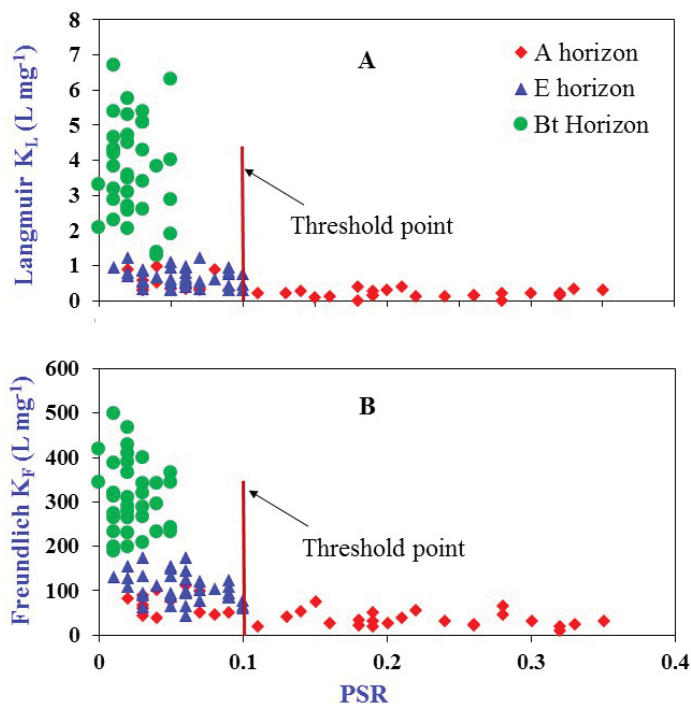 8
7
6
5
4
3
2
1
0
Langmuir K_L (L mg⁻¹)
A
A horizon
E horizon
Bt Horizon
Threshold point
600
500
400
300
200
100
0
Freundlich K_F (L mg⁻¹)
B
Threshold point
0
0.1
0.2
0.3
0.4
PSR